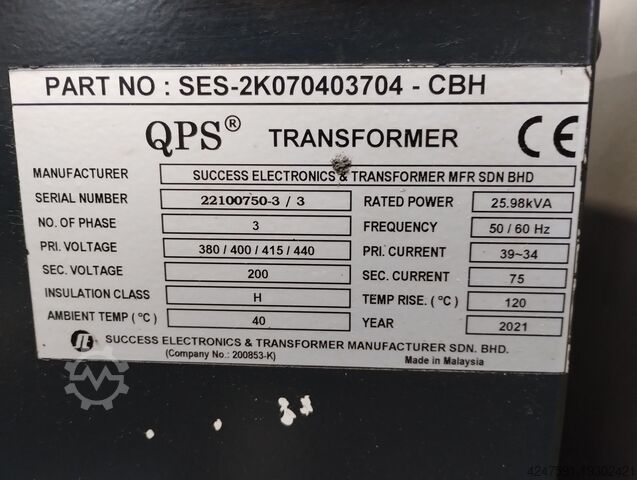 PART NO : SES-2K070403704 - CBH
QPS® TRANSFORMER CE
MANUFACTURER SUCCESS ELECTRONICS & TRANSFORMER MFR SDN BHD
SERIAL NUMBER 22100750-3 / 3 RATED POWER 25.98kVA
NO. OF PHASE 3 FREQUENCY 50 / 60 Hz
PRI. VOLTAGE 380 / 400 / 415 / 440 PRI. CURRENT 39~34
SEC. VOLTAGE 200 SEC. CURRENT 75
INSULATION CLASS H TEMP RISE. (°C) 120
AMBIENT TEMP (°C) 40 YEAR 2021
SUCCESS ELECTRONICS & TRANSFORMER MANUFACTURER SDN. BHD.
(Company No.: 200853-K) Made in Malaysia
4247591-19302421